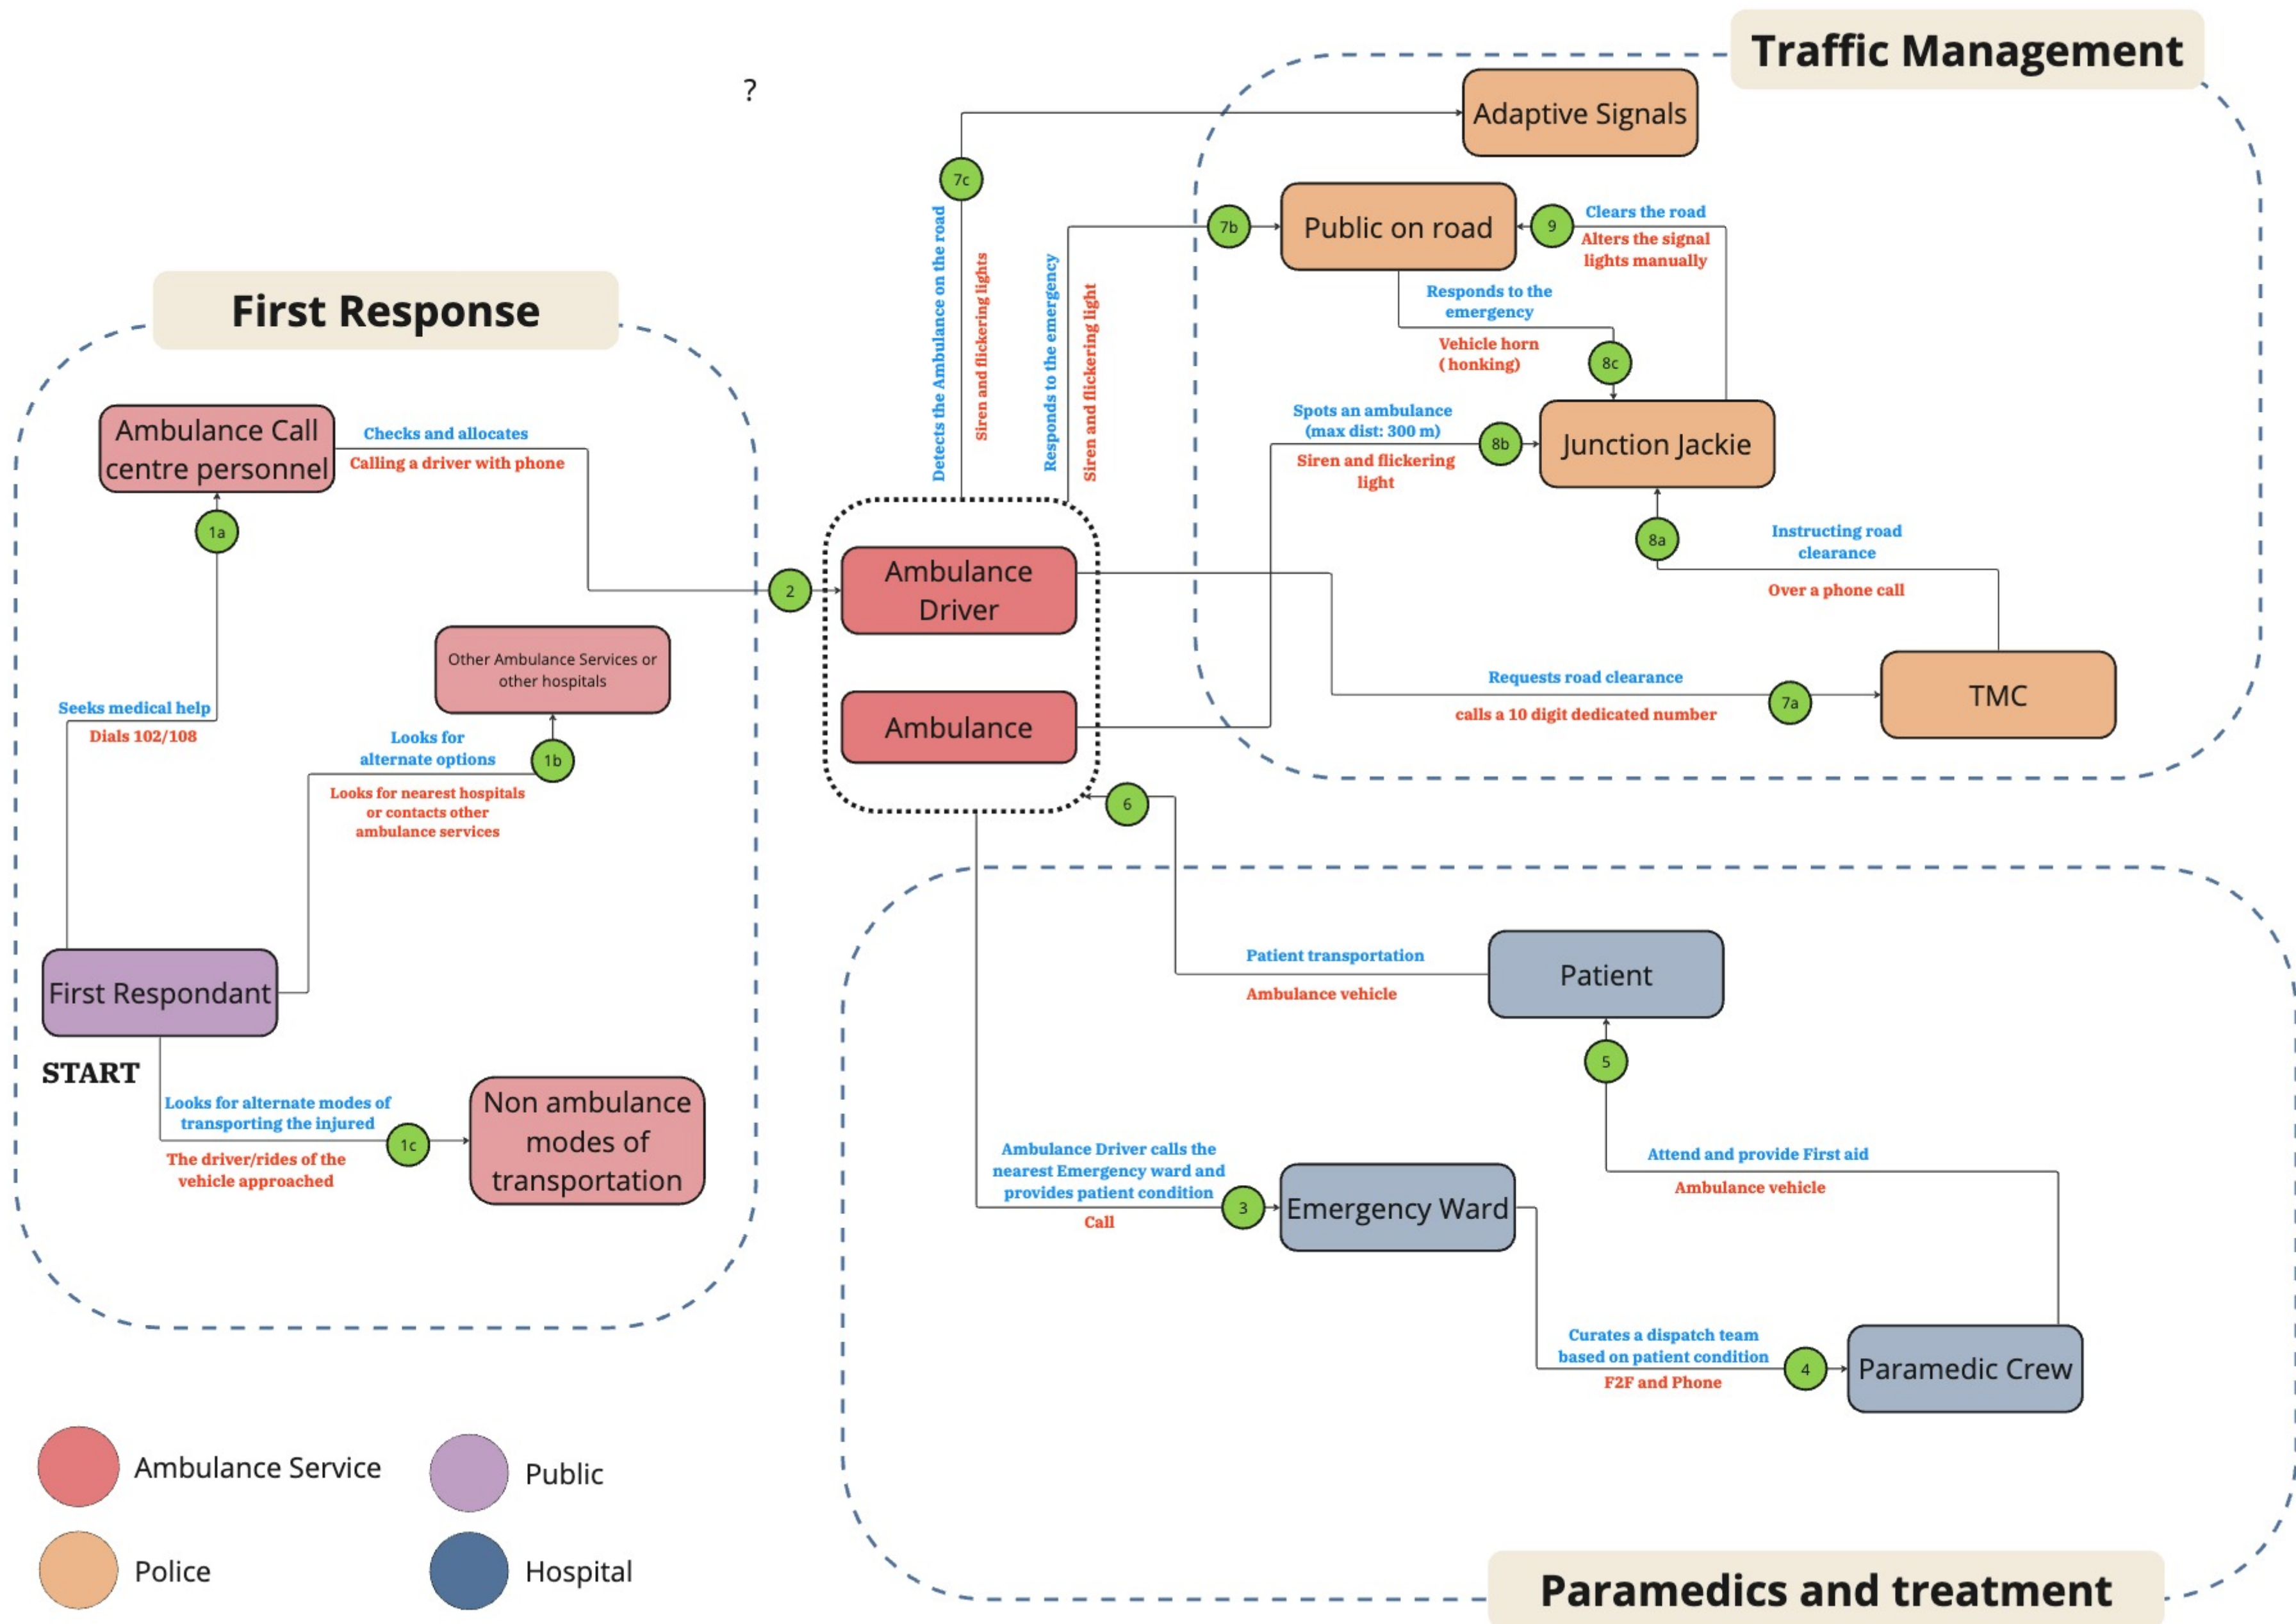 Traffic Management
?
Adaptive Signals
7c
Detects the Ambulance on the road
Siren and flickering lights
7b
Responds to the emergency
Siren and flickering light
Public on road
9
Clears the road
Alters the signal
lights manually
Responds to the
emergency
Vehicle horn
( honking)
8c
Spots an ambulance
(max dist: 300 m)
8b
Siren and flickering
light
Junction Jackie
8a
Instructing road
clearance
Over a phone call
Requests road clearance
7a
calls a 10 digit dedicated number
TMC
First Response
Ambulance Call
centre personnel
Checks and allocates
Calling a driver with phone
1a
2
Ambulance
Driver
Ambulance
Other Ambulance Services or
other hospitals
Seeks medical help
Dials 102/108
Looks for
alternate options
1b
Looks for nearest hospitals
or contacts other
ambulance services
First Respondant
START
Looks for alternate modes of
transporting the injured
1c
The driver/rides of the
vehicle approached
Non ambulance
modes of
transportation
6
Patient transportation
Ambulance vehicle
Patient
5
Attend and provide First aid
Ambulance vehicle
Ambulance Driver calls the
nearest Emergency ward and
provides patient condition
3
Call
Emergency Ward
Curates a dispatch team
based on patient condition
4
F2F and Phone
Paramedic Crew
Ambulance Service
Public
Police
Hospital
Paramedics and treatment